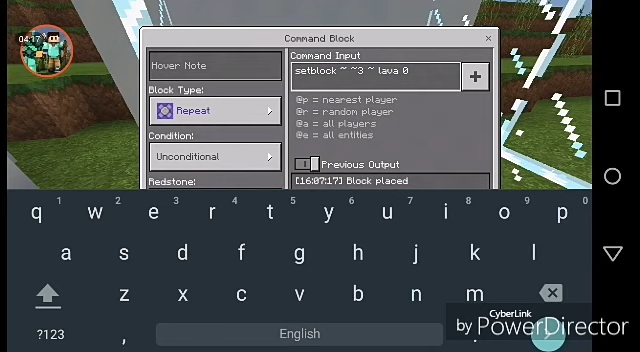 04:17
Command Block
×
Hover Note
Command Input
setblock ~ ~3 ~ lava 0
+
Block Type:
Repeat
@p = nearest player
@r = random player
@a = all players
@e = all entities
Condition:
Unconditional
Previous Output
[16:07:17] Block placed
Redstone:
1 2 3 4 5 6 7 8 9 0
q w e r t y u i o p
a s d f g h j k l
z x c v b n m
?123 , English .
CyberLink
by PowerDirector